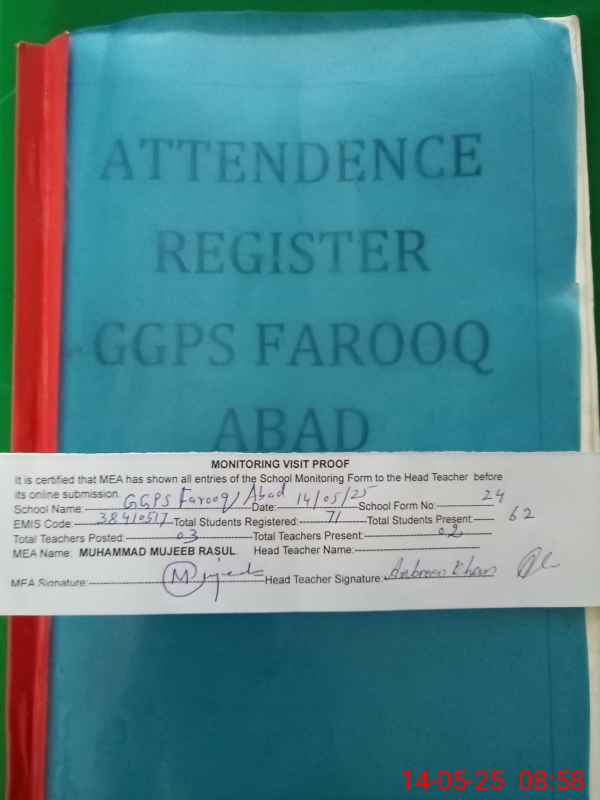 ATTENDENCE
REGISTER
GGPS FAROOQ
ABAD
MONITORING VISIT PROOF
It is certified that MEA has shown all entries of the School Monitoring Form to the Head Teacher before
its online submission.
School Name: GGPS Farooq Abad Date: 14/05/25 School Form No: 24
EMIS Code: 38410517 Total Students Registered: 71 Total Students Present: 62
Total Teachers Posted: 03 Total Teachers Present: 02
MEA Name: MUHAMMAD MUJEEB RASUL Head Teacher Name:
MEA Signature: Mujeeb Head Teacher Signature: Ambreen Khan
14-05-25 08:58